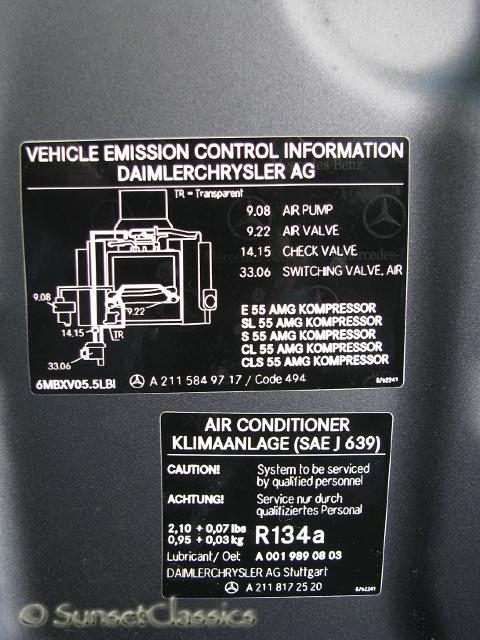 VEHICLE EMISSION CONTROL INFORMATION
DAIMLERCHRYSLER AG
TR = Transparent
9.08 AIR PUMP
9.22 AIR VALVE
14.15 CHECK VALVE
33.06 SWITCHING VALVE, AIR
9.08
9.22
14.15
TR
33.06
E 55 AMG KOMPRESSOR
SL 55 AMG KOMPRESSOR
S 55 AMG KOMPRESSOR
CL 55 AMG KOMPRESSOR
CLS 55 AMG KOMPRESSOR
6MBXV05.5LBI A 211 584 97 17 / Code 494
AIR CONDITIONER
KLIMAANLAGE (SAE J 639)
CAUTION! System to be serviced
by qualified personnel
ACHTUNG! Service nur durch
qualifiziertes Personal
2,10 + 0,07 lbs
0,95 + 0,03 kg R134a
Lubricant/ Oel: A 001 989 08 03
DAIMLERCHRYSLER AG Stuttgart
A 211 817 25 20
SunsetClassics